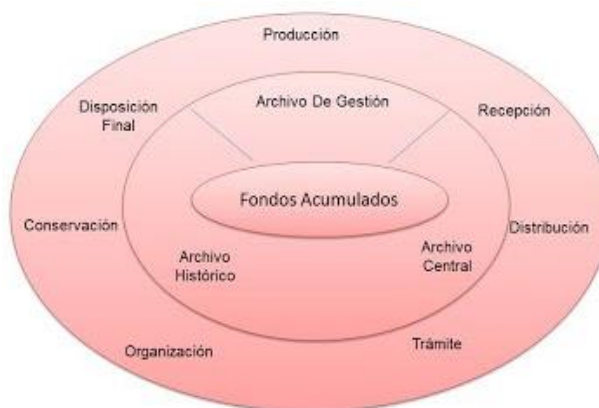 Producción
Disposición
Final
Archivo De Gestión
Recepción
Fondos Acumulados
Conservación
Distribución
Archivo
Histórico
Archivo
Central
Organización
Trámite